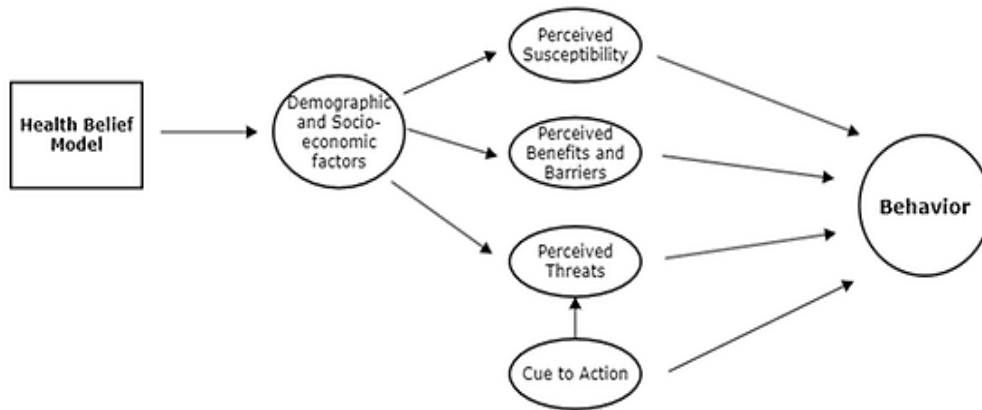 Health Belief
Model
Demographic
and Socio-
economic
factors
Perceived
Susceptibility
Perceived
Benefits and
Barriers
Perceived
Threats
Cue to Action
Behavior